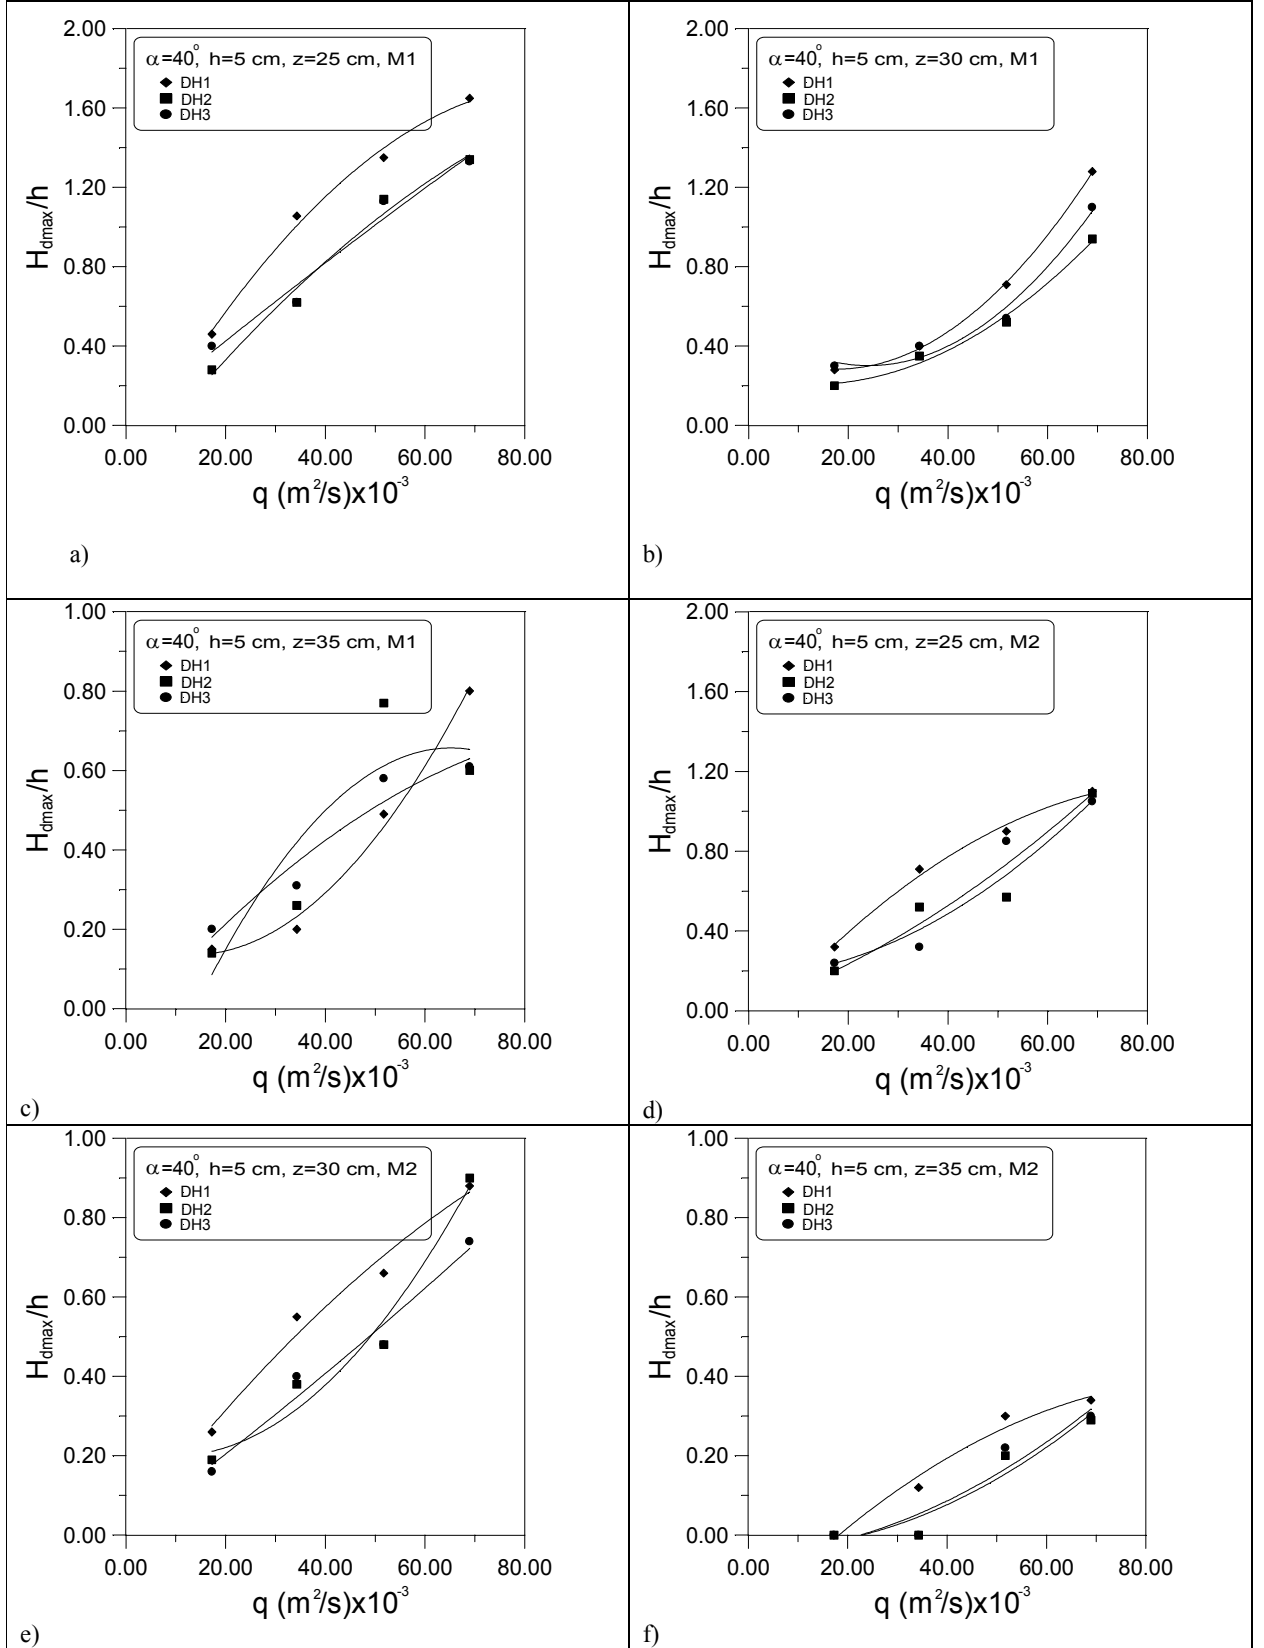 2.00
1.60
1.20
0.80
0.40
0.00
H_dmax/h
α=40°, h=5 cm, z=25 cm, M1
DH1
DH2
DH3
0.00 20.00 40.00 60.00 80.00
q (m²/s)x10⁻³
a)
2.00
1.60
1.20
0.80
0.40
0.00
H_dmax/h
α=40°, h=5 cm, z=30 cm, M1
DH1
DH2
DH3
0.00 20.00 40.00 60.00 80.00
q (m²/s)x10⁻³
b)
1.00
0.80
0.60
0.40
0.20
0.00
H_dmax/h
α=40°, h=5 cm, z=35 cm, M1
DH1
DH2
DH3
0.00 20.00 40.00 60.00 80.00
q (m²/s)x10⁻³
c)
2.00
1.60
1.20
0.80
0.40
0.00
H_dmax/h
α=40°, h=5 cm, z=25 cm, M2
DH1
DH2
DH3
0.00 20.00 40.00 60.00 80.00
q (m²/s)x10⁻³
d)
1.00
0.80
0.60
0.40
0.20
0.00
H_dmax/h
α=40°, h=5 cm, z=30 cm, M2
DH1
DH2
DH3
0.00 20.00 40.00 60.00 80.00
q (m²/s)x10⁻³
e)
1.00
0.80
0.60
0.40
0.20
0.00
H_dmax/h
α=40°, h=5 cm, z=35 cm, M2
DH1
DH2
DH3
0.00 20.00 40.00 60.00 80.00
q (m²/s)x10⁻³
f)